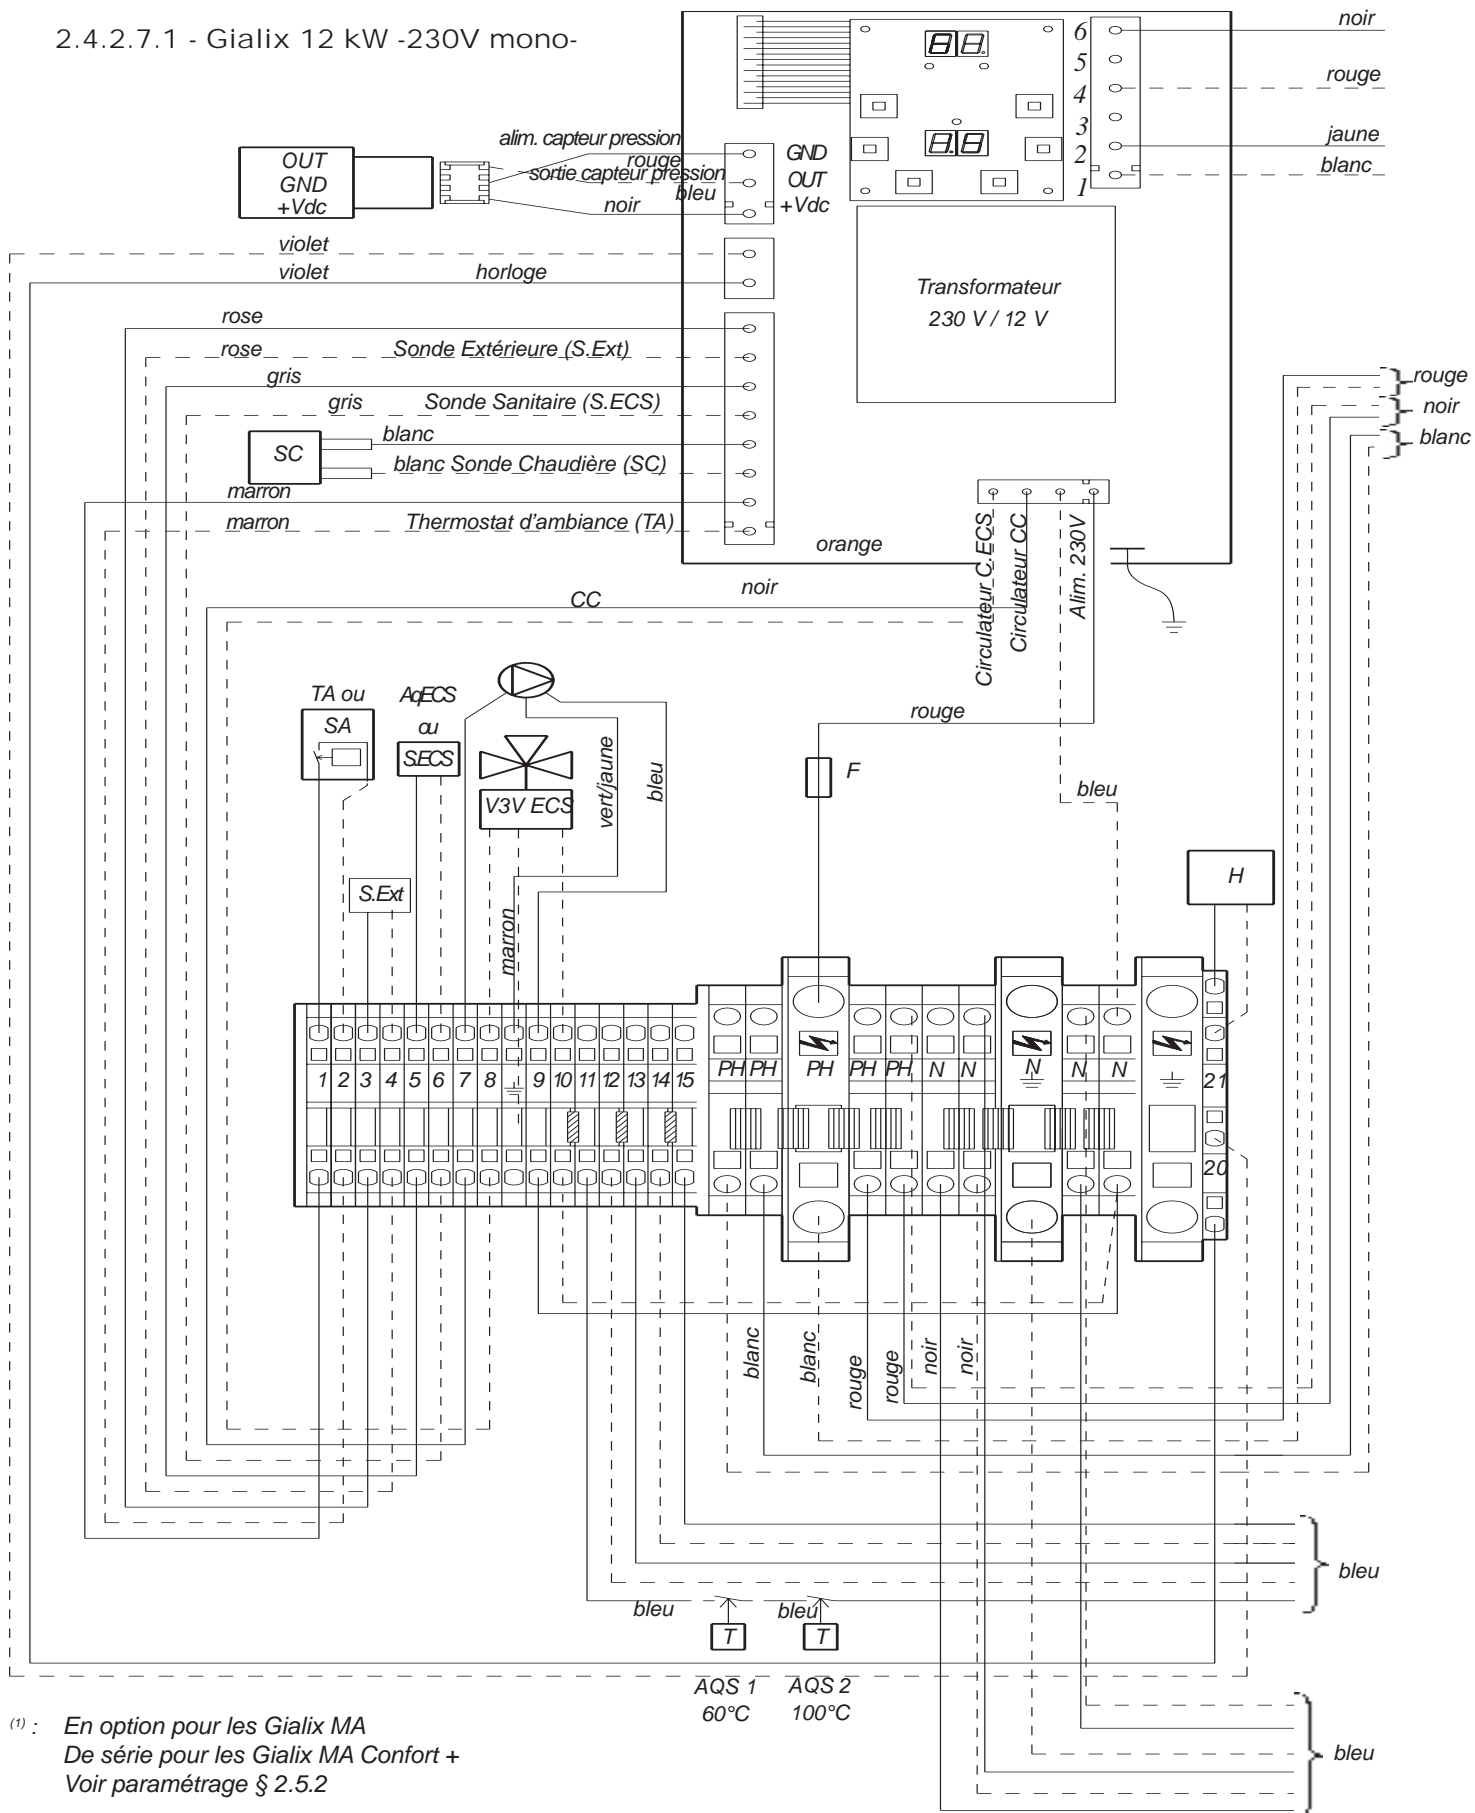 2.4.2.7.1 - Gialix 12 kW -230V mono-
noir
6
5
rouge
4
3
jaune
2
blanc
1
alim. capteur pression
rouge
sortie capteur pression
bleu
noir
OUT
GND
+Vdc
GND
OUT
+Vdc
violet
violet
horloge
Transformateur
230 V / 12 V
rose
rose
Sonde Extérieure (S.Ext)
gris
gris
Sonde Sanitaire (S.ECS)
blanc
SC
blanc Sonde Chaudière (SC)
marron
marron
Thermostat d'ambiance (TA)
rouge
noir
blanc
orange
noir
CC
Circulateur C.ECS
Circulateur CC
Alim. 230V
TA ou
SA
AqECS
ou
S.ECS
V3V ECS
vert/jaune
bleu
rouge
F
bleu
H
S.Ext
marron
1 2 3 4 5 6 7 8 9 10 11 12 13 14 15
PH PH PH PH PH N N N N N
21
20
blanc
blanc
rouge
rouge
noir
noir
bleu
bleu
bleu
T
T
AQS 1
60°C
AQS 2
100°C
bleu
(1) : En option pour les Gialix MA
De série pour les Gialix MA Confort +
Voir paramétrage § 2.5.2